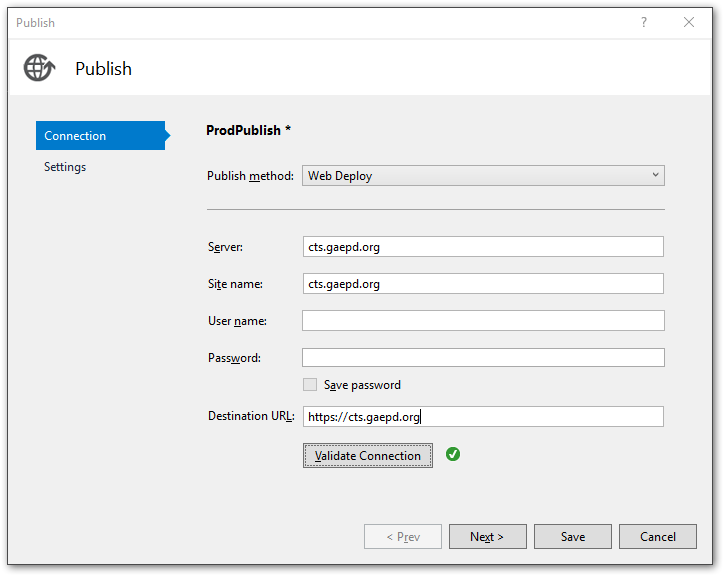 Publish
Publish
Connection
Settings
ProdPublish *
Publish method: Web Deploy
Server: cts.gaepd.org
Site name: cts.gaepd.org
User name:
Password:
Save password
Destination URL: https://cts.gaepd.org
Validate Connection
< Prev Next > Save Cancel